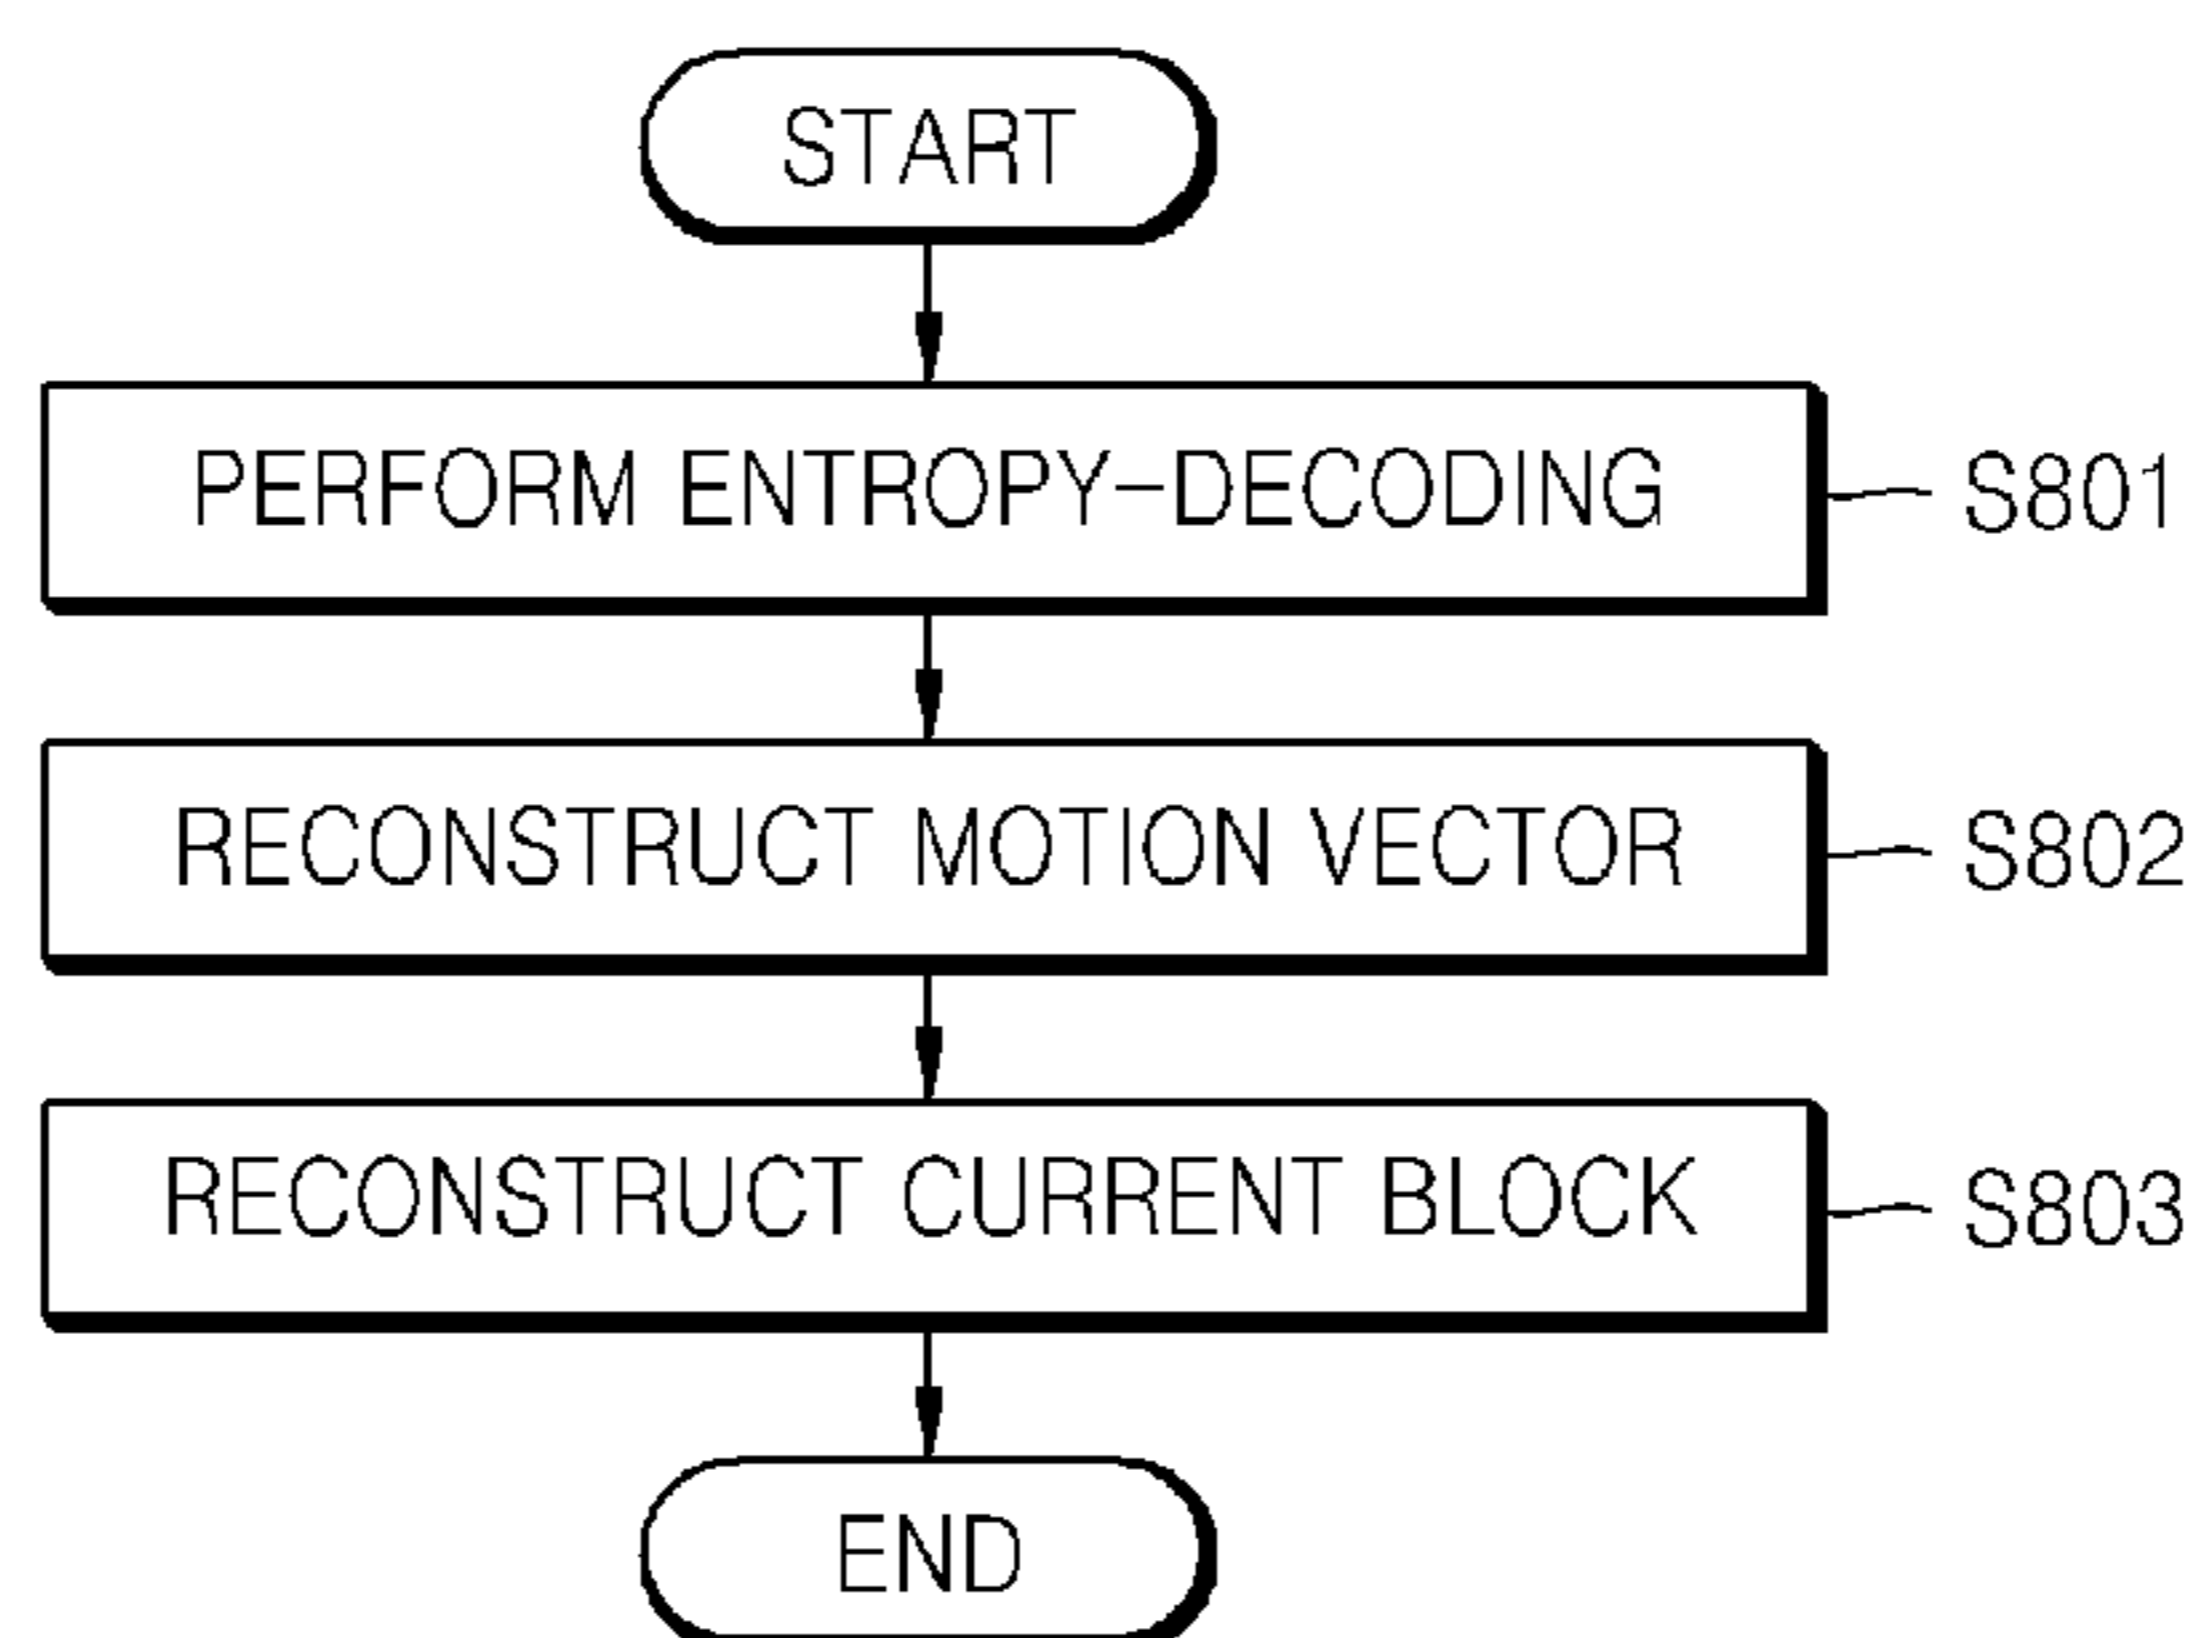 START
PERFORM ENTROPY-DECODING
S801
RECONSTRUCT MOTION VECTOR
S802
RECONSTRUCT CURRENT BLOCK
S803
END